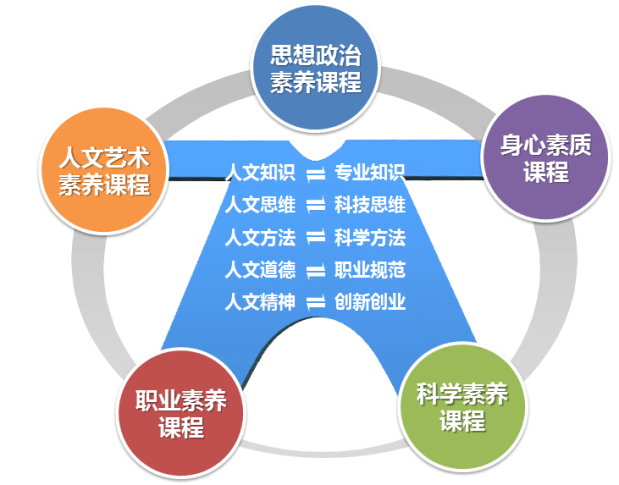 思想政治
素养课程
人文艺术
素养课程
身心素质
课程
人文知识 ⇌ 专业知识
人文思维 ⇌ 科技思维
人文方法 ⇌ 科学方法
人文道德 ⇌ 职业规范
人文精神 ⇌ 创新创业
职业素养
课程
科学素养
课程